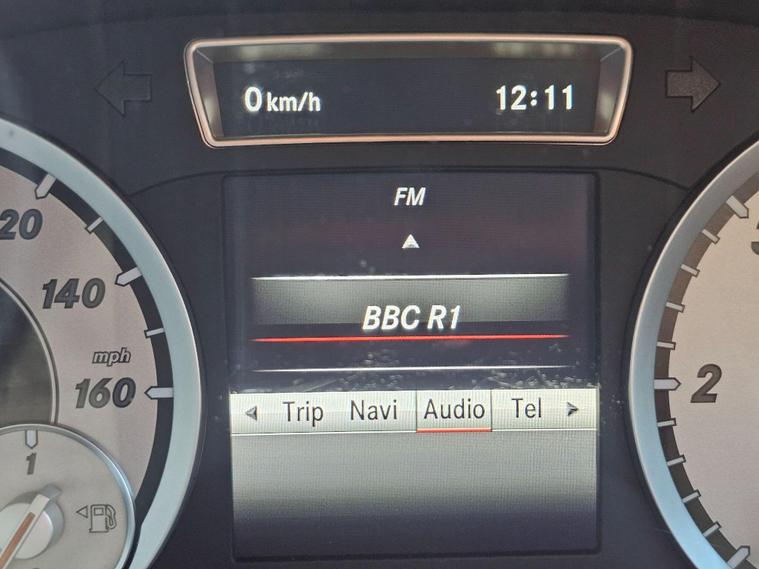 0 km/h 12:11
FM
BBC R1
Trip Navi Audio Tel
20
140
mph
160
1
2